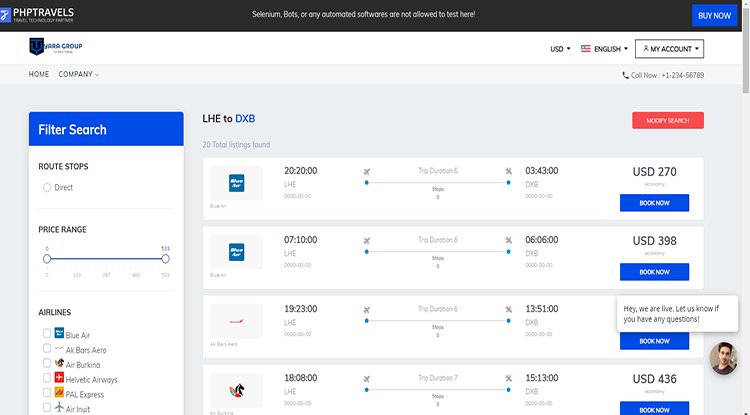 PHPTRAVELS
TRAVEL TECHNOLOGY PARTNER
Selenium, Bots, or any automated softwares are not allowed to test here!
BUY NOW
YARA GROUP
USD
ENGLISH
MY ACCOUNT
HOME
COMPANY
Call Now : +1-234-56789
Filter Search
LHE to DXB
MODIFY SEARCH
20 Total listings found
ROUTE STOPS
Direct
PRICE RANGE
0
533
0
133
267
400
533
AIRLINES
Blue Air
Ak Bars Aero
Air Burkina
Helvetic Airways
PAL Express
Air Inuit
Blue Air
20:20:00
LHE
0000-00-00
Trip Duration 6
Stops
0
03:43:00
DXB
0000-00-00
USD 270
economy
BOOK NOW
Blue Air
Blue Air
07:10:00
LHE
0000-00-00
Trip Duration 6
Stops
0
06:06:00
DXB
0000-00-00
USD 398
economy
BOOK NOW
Blue Air
19:23:00
LHE
0000-00-00
Trip Duration 6
Stops
0
13:51:00
DXB
0000-00-00
BOOK NOW
Ak Bars Aero
Hey, we are live. Let us know if
you have any questions!
18:08:00
LHE
Trip Duration 7
Stops
15:13:00
DXB
USD 436
economy
Air Burkina